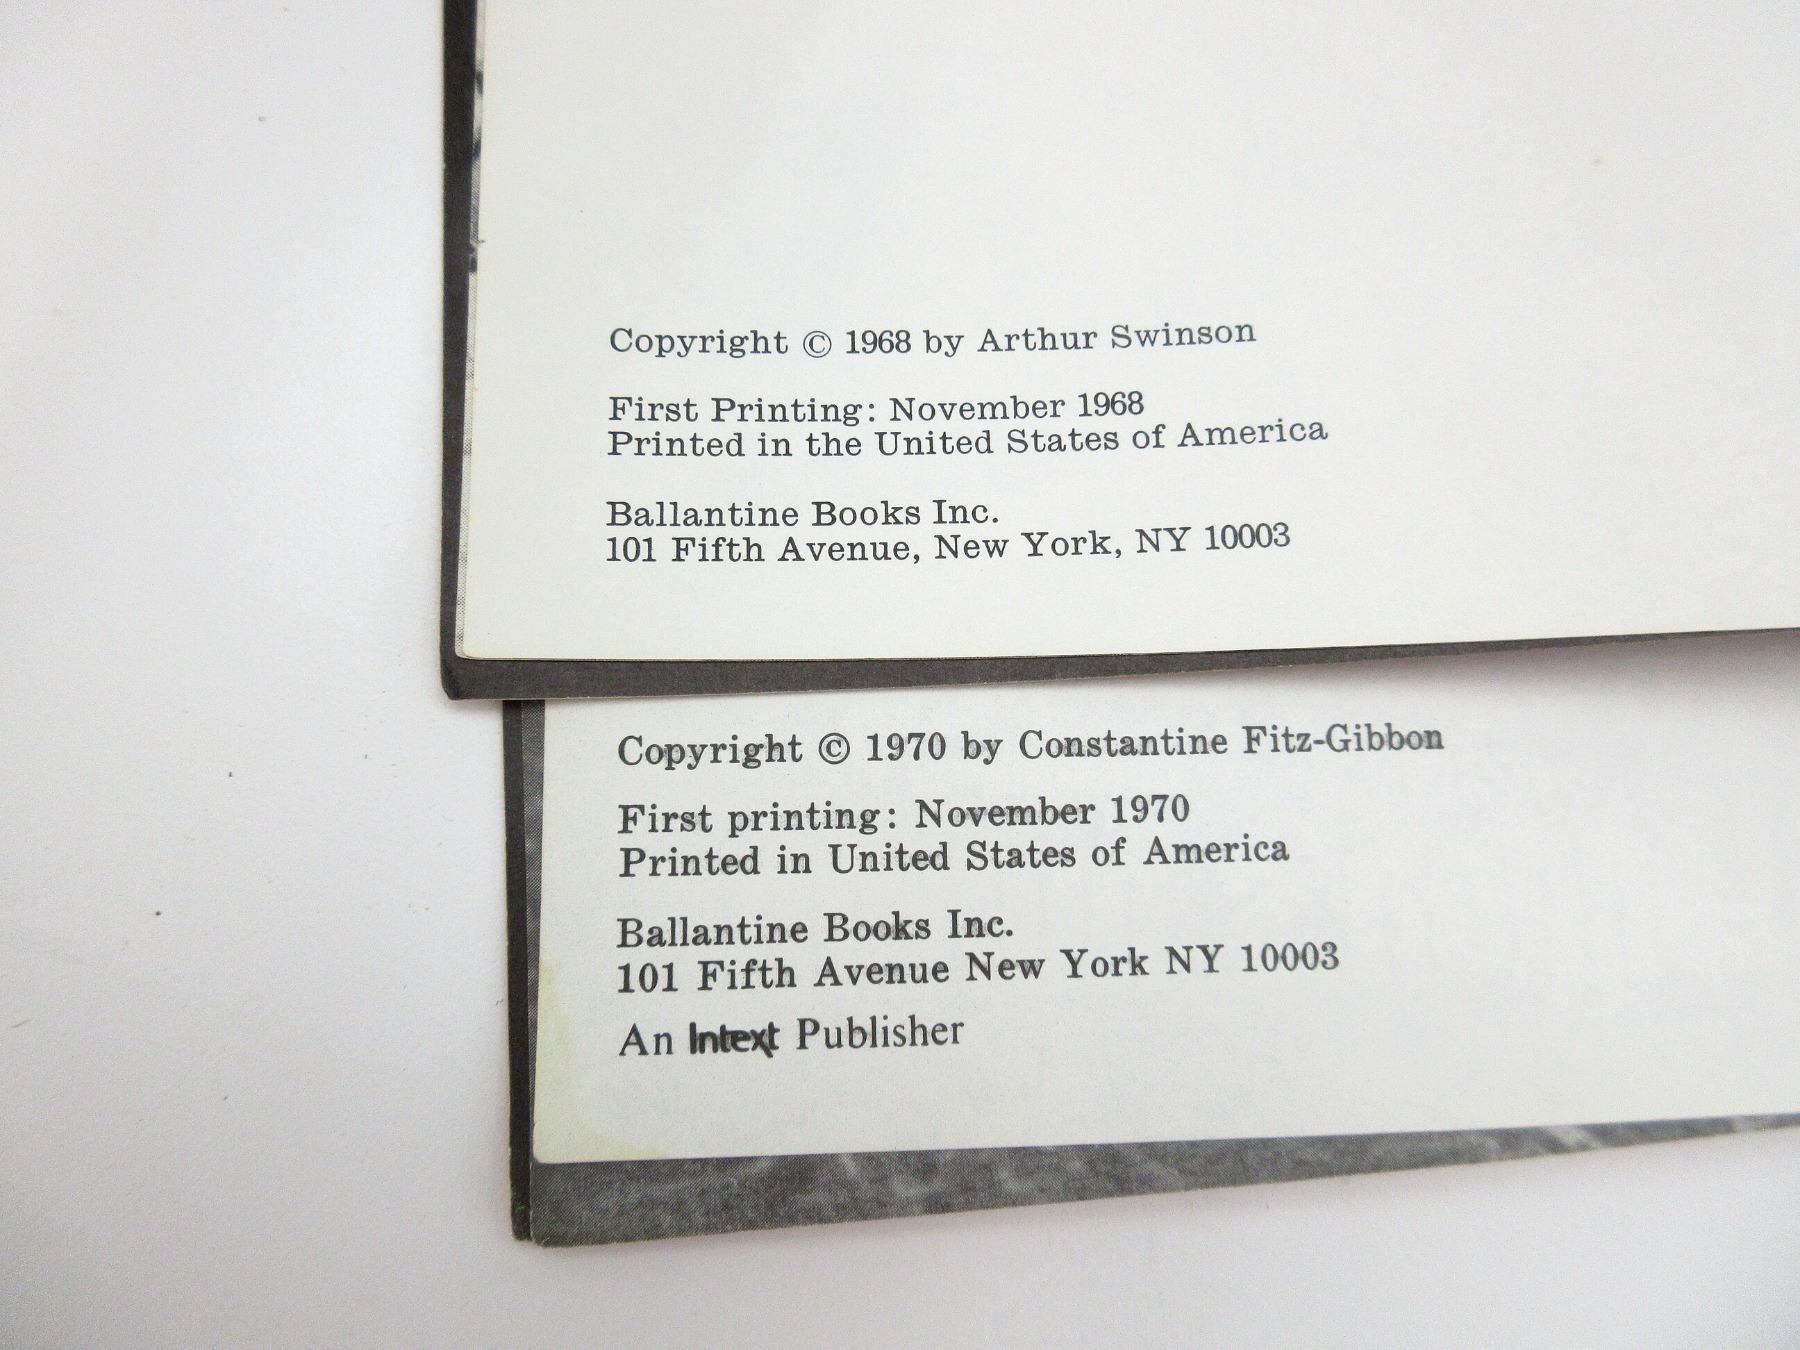 Copyright © 1968 by Arthur Swinson
First Printing: November 1968
Printed in the United States of America
Ballantine Books Inc.
101 Fifth Avenue, New York, NY 10003
Copyright © 1970 by Constantine Fitz-Gibbon
First printing: November 1970
Printed in United States of America
Ballantine Books Inc.
101 Fifth Avenue New York NY 10003
An Intext Publisher